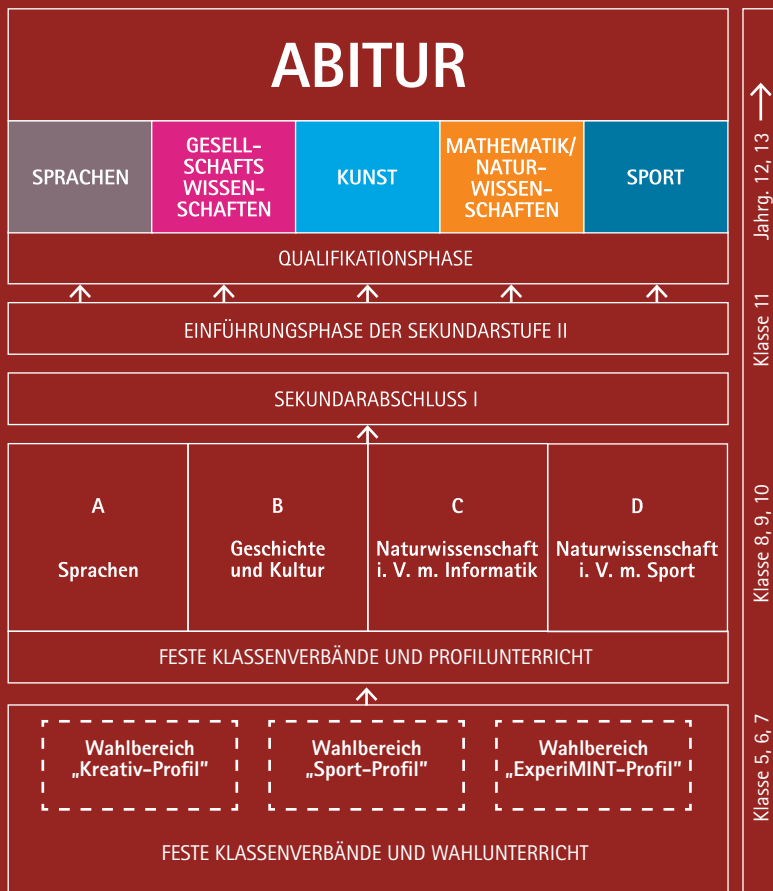 ABITUR
SPRACHEN
GESELL-
SCHAFTS
WISSEN-
SCHAFTEN
KUNST
MATHEMATIK/
NATUR-
WISSEN-
SCHAFTEN
SPORT
QUALIFIKATIONSPHASE
Jahrg. 12, 13
EINFÜHRUNGSPHASE DER SEKUNDARSTUFE II
Klasse 11
SEKUNDARABSCHLUSS I
A
Sprachen
B
Geschichte
und Kultur
C
Naturwissenschaft
i. V. m. Informatik
D
Naturwissenschaft
i. V. m. Sport
FESTE KLASSENVERBÄNDE UND PROFILUNTERRICHT
Klasse 8, 9, 10
Wahlbereich
„Kreativ-Profil"
Wahlbereich
„Sport-Profil"
Wahlbereich
„ExperiMINT-Profil"
FESTE KLASSENVERBÄNDE UND WAHLUNTERRICHT
Klasse 5, 6, 7